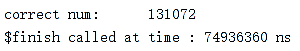 correct num:      131072
$finish called at time : 74936360 ns